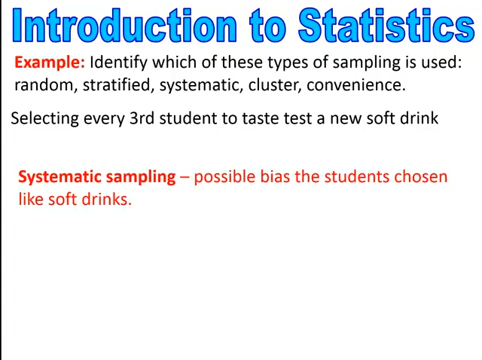 Introduction to Statistics
Example: Identify which of these types of sampling is used:
random, stratified, systematic, cluster, convenience.
Selecting every 3rd student to taste test a new soft drink
Systematic sampling – possible bias the students chosen
like soft drinks.